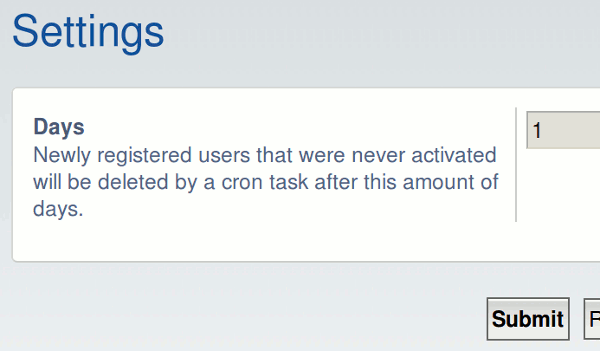 Settings
Days
1
Newly registered users that were never activated
will be deleted by a cron task after this amount of
days.
Submit
R